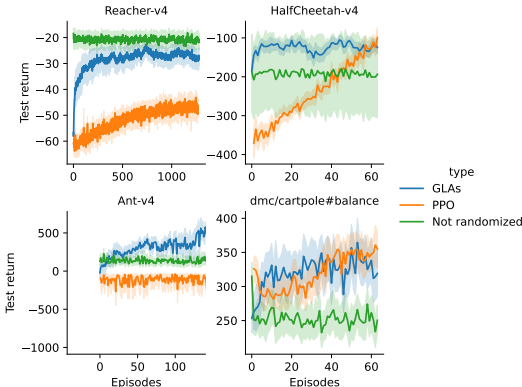 Reacher-v4
HalfCheetah-v4
Test return
−20
−30
−40
−50
−60
0
500
1000
−100
−200
−300
−400
0
20
40
60
type
GLAs
PPO
Not randomized
Ant-v4
dmc/cartpole#balance
Test return
500
0
−500
−1000
0
50
100
Episodes
400
350
300
250
0
20
40
60
Episodes